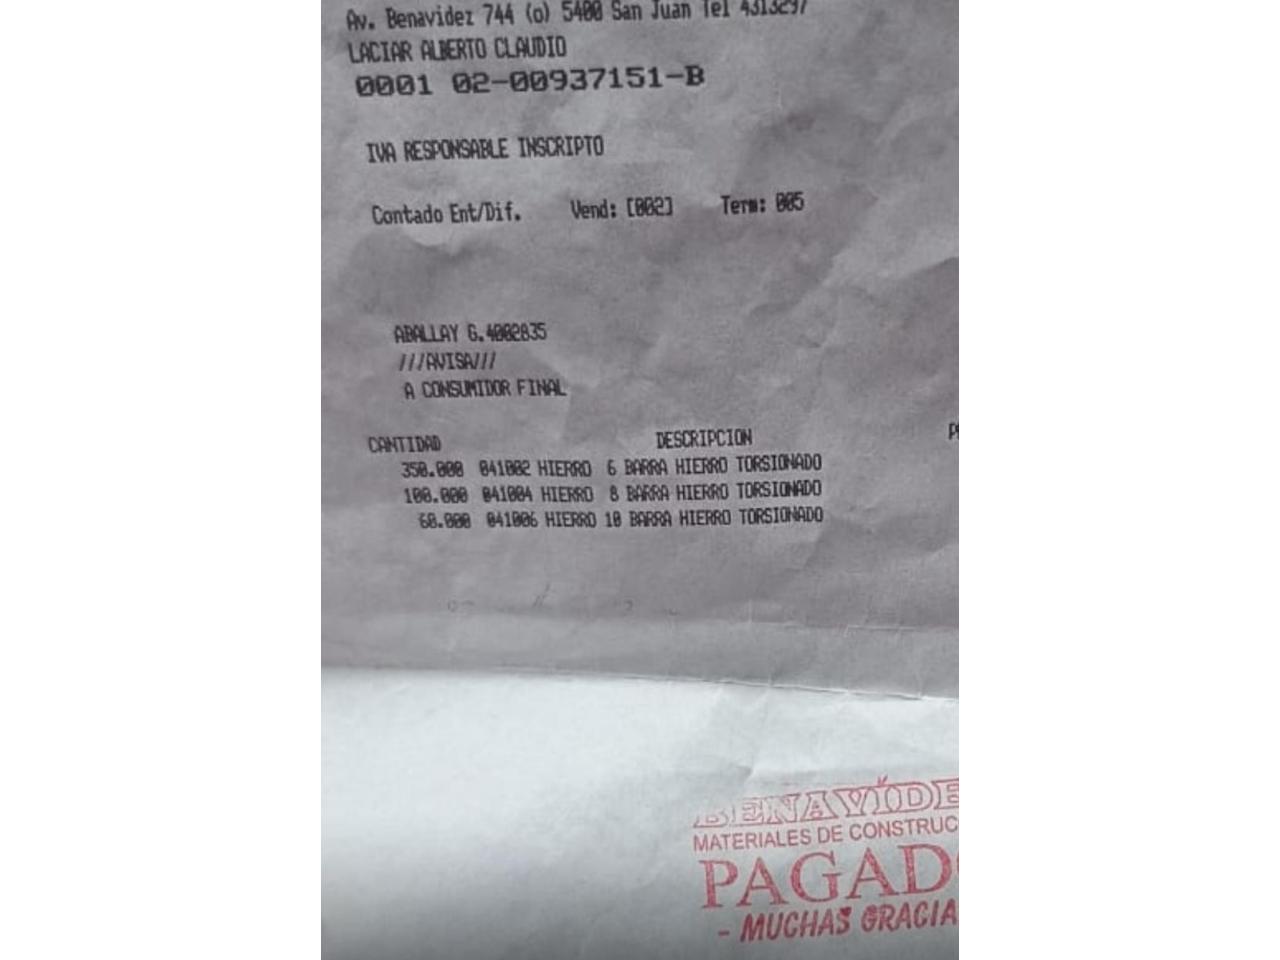 Av. Benavidez 744 (o) 5400 San Juan Tel 4313297
LACIAR ALBERTO CLAUDIO
0001 02-00937151-B
IVA RESPONSABLE INSCRIPTO
Contado Ent/Dif. Vend: [002] Term: 005
ABALLAY G.4002835
///AVISA///
A CONSUMIDOR FINAL
CANTIDAD DESCRIPCION
350.000 041002 HIERRO 6 BARRA HIERRO TORSIONADO
100.000 041004 HIERRO 8 BARRA HIERRO TORSIONADO
60.000 041006 HIERRO 10 BARRA HIERRO TORSIONADO
BENAVÍDE
MATERIALES DE CONSTRUC
PAGADO
- MUCHAS GRACIA